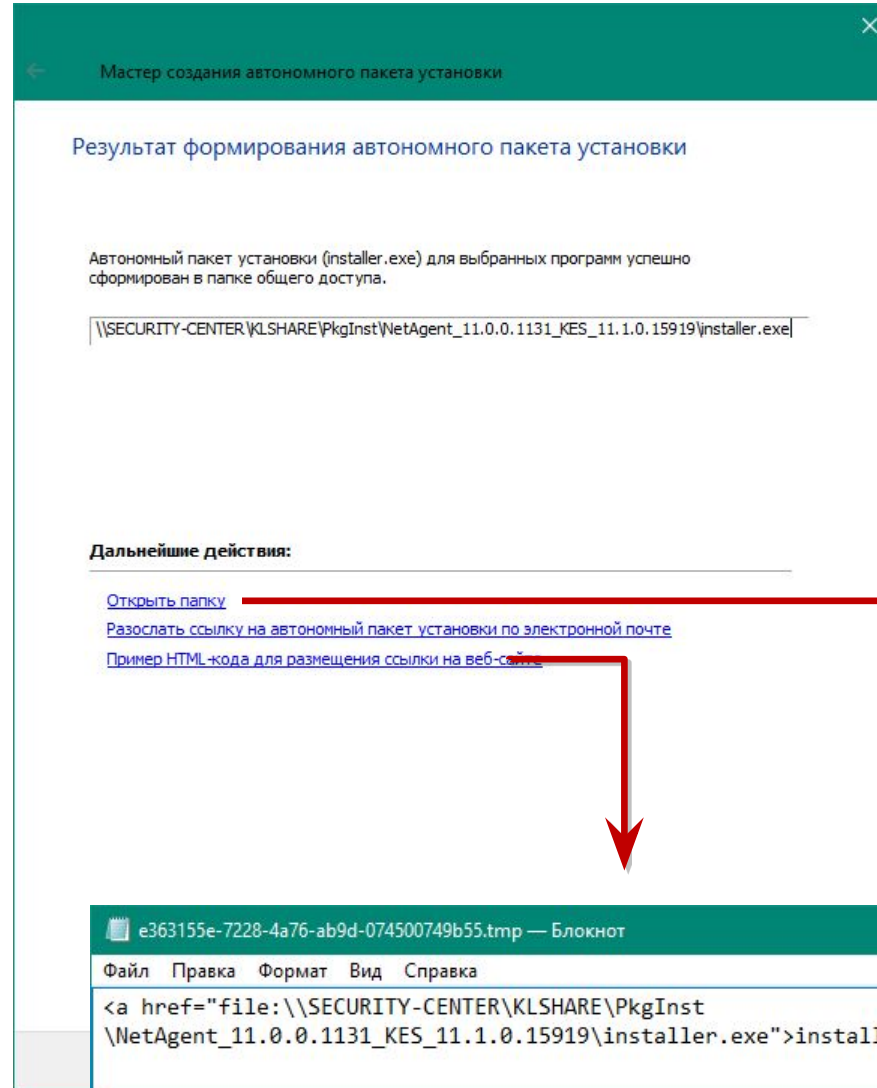 Мастер создания автономного пакета установки
Результат формирования автономного пакета установки
Автономный пакет установки (installer.exe) для выбранных программ успешно
сформирован в папке общего доступа.
\\SECURITY-CENTER\KLSHARE\PkgInst\NetAgent_11.0.0.1131_KES_11.1.0.15919\installer.exe
Дальнейшие действия:
Открыть папку
Разослать ссылку на автономный пакет установки по электронной почте
Пример HTML-кода для размещения ссылки на веб-сайте
e363155e-7228-4a76-ab9d-074500749b55.tmp — Блокнот
Файл Правка Формат Вид Справка
<a href="file:\\SECURITY-CENTER\KLSHARE\PkgInst
\NetAgent_11.0.0.1131_KES_11.1.0.15919\installer.exe">install